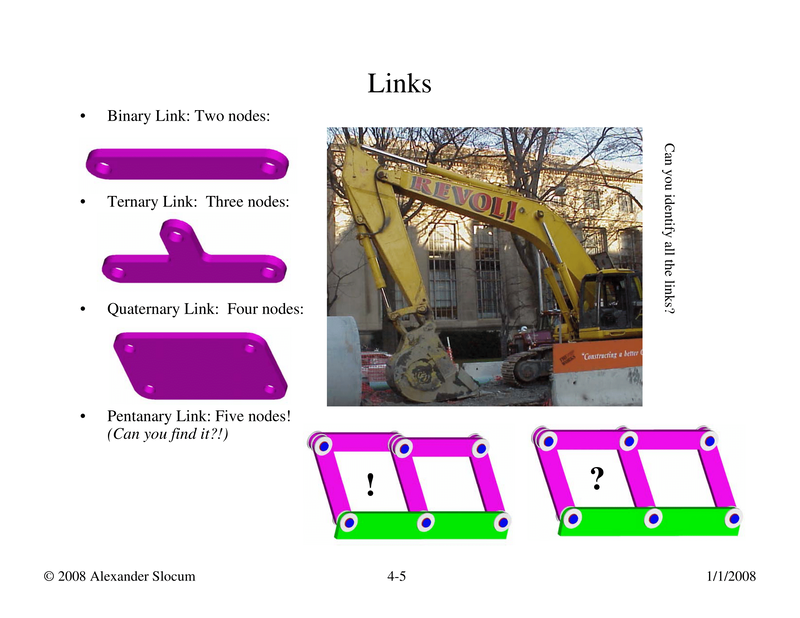 Links
• Binary Link: Two nodes:
• Ternary Link: Three nodes:
• Quaternary Link: Four nodes:
• Pentanary Link: Five nodes!
(Can you find it?!)
REVOLI
"Constructing a better
Can you identify all the links?
!
?
© 2008 Alexander Slocum
4-5
1/1/2008